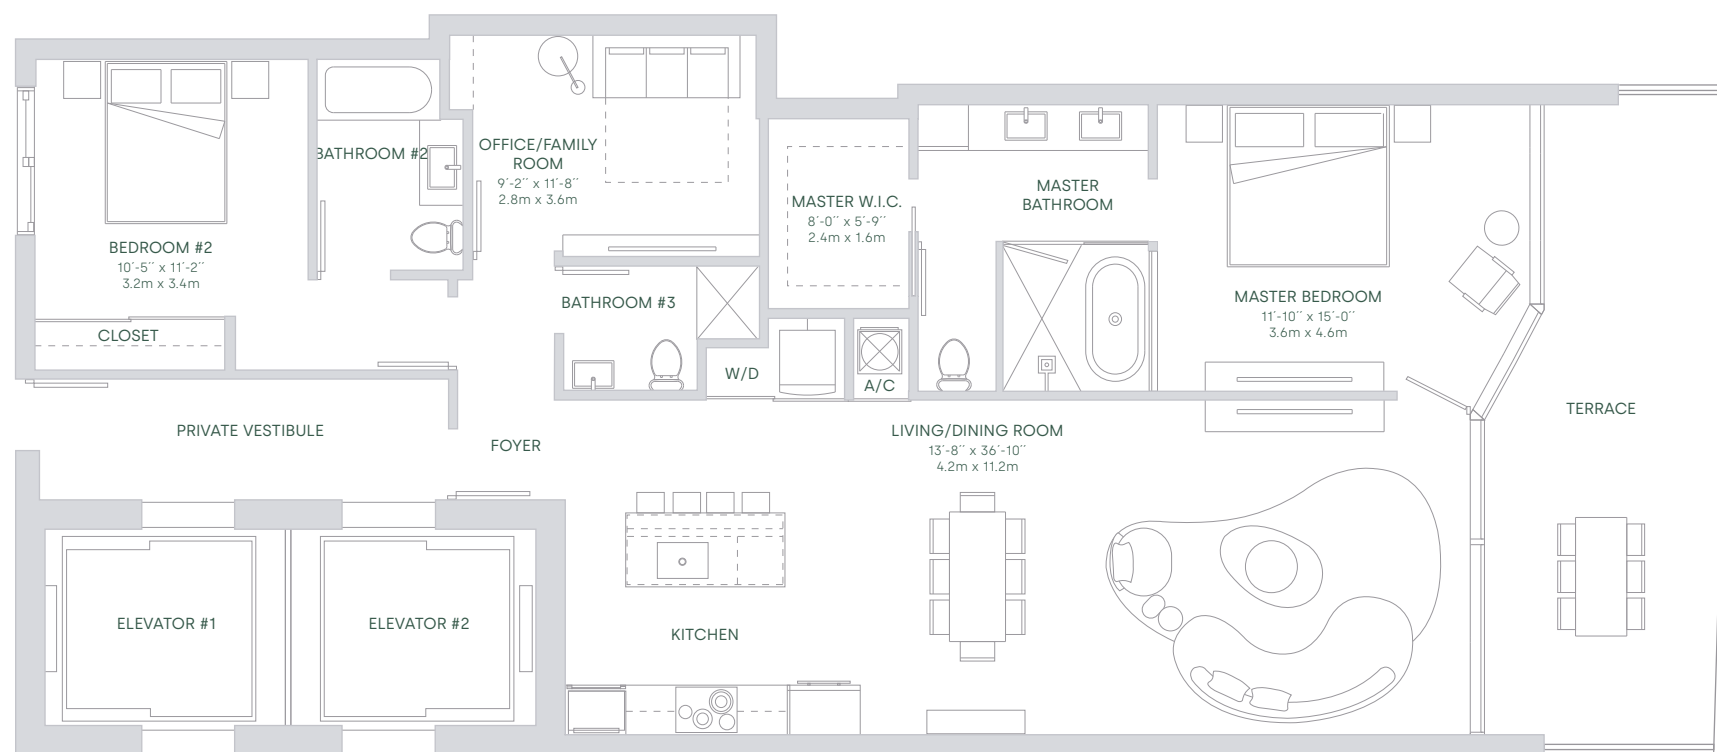 BATHROOM #2
OFFICE/FAMILY
ROOM
9´-2´´ x 11´-8´´
2.8m x 3.6m
BEDROOM #2
10´-5´´ x 11´-2´´
3.2m x 3.4m
CLOSET
MASTER W.I.C.
8´-0´´ x 5´-9´´
2.4m x 1.6m
MASTER
BATHROOM
BATHROOM #3
MASTER BEDROOM
11´-10´´ x 15´-0´´
3.6m x 4.6m
W/D
A/C
TERRACE
PRIVATE VESTIBULE
FOYER
LIVING/DINING ROOM
13´-8´´ x 36´-10´´
4.2m x 11.2m
ELEVATOR #1
ELEVATOR #2
KITCHEN